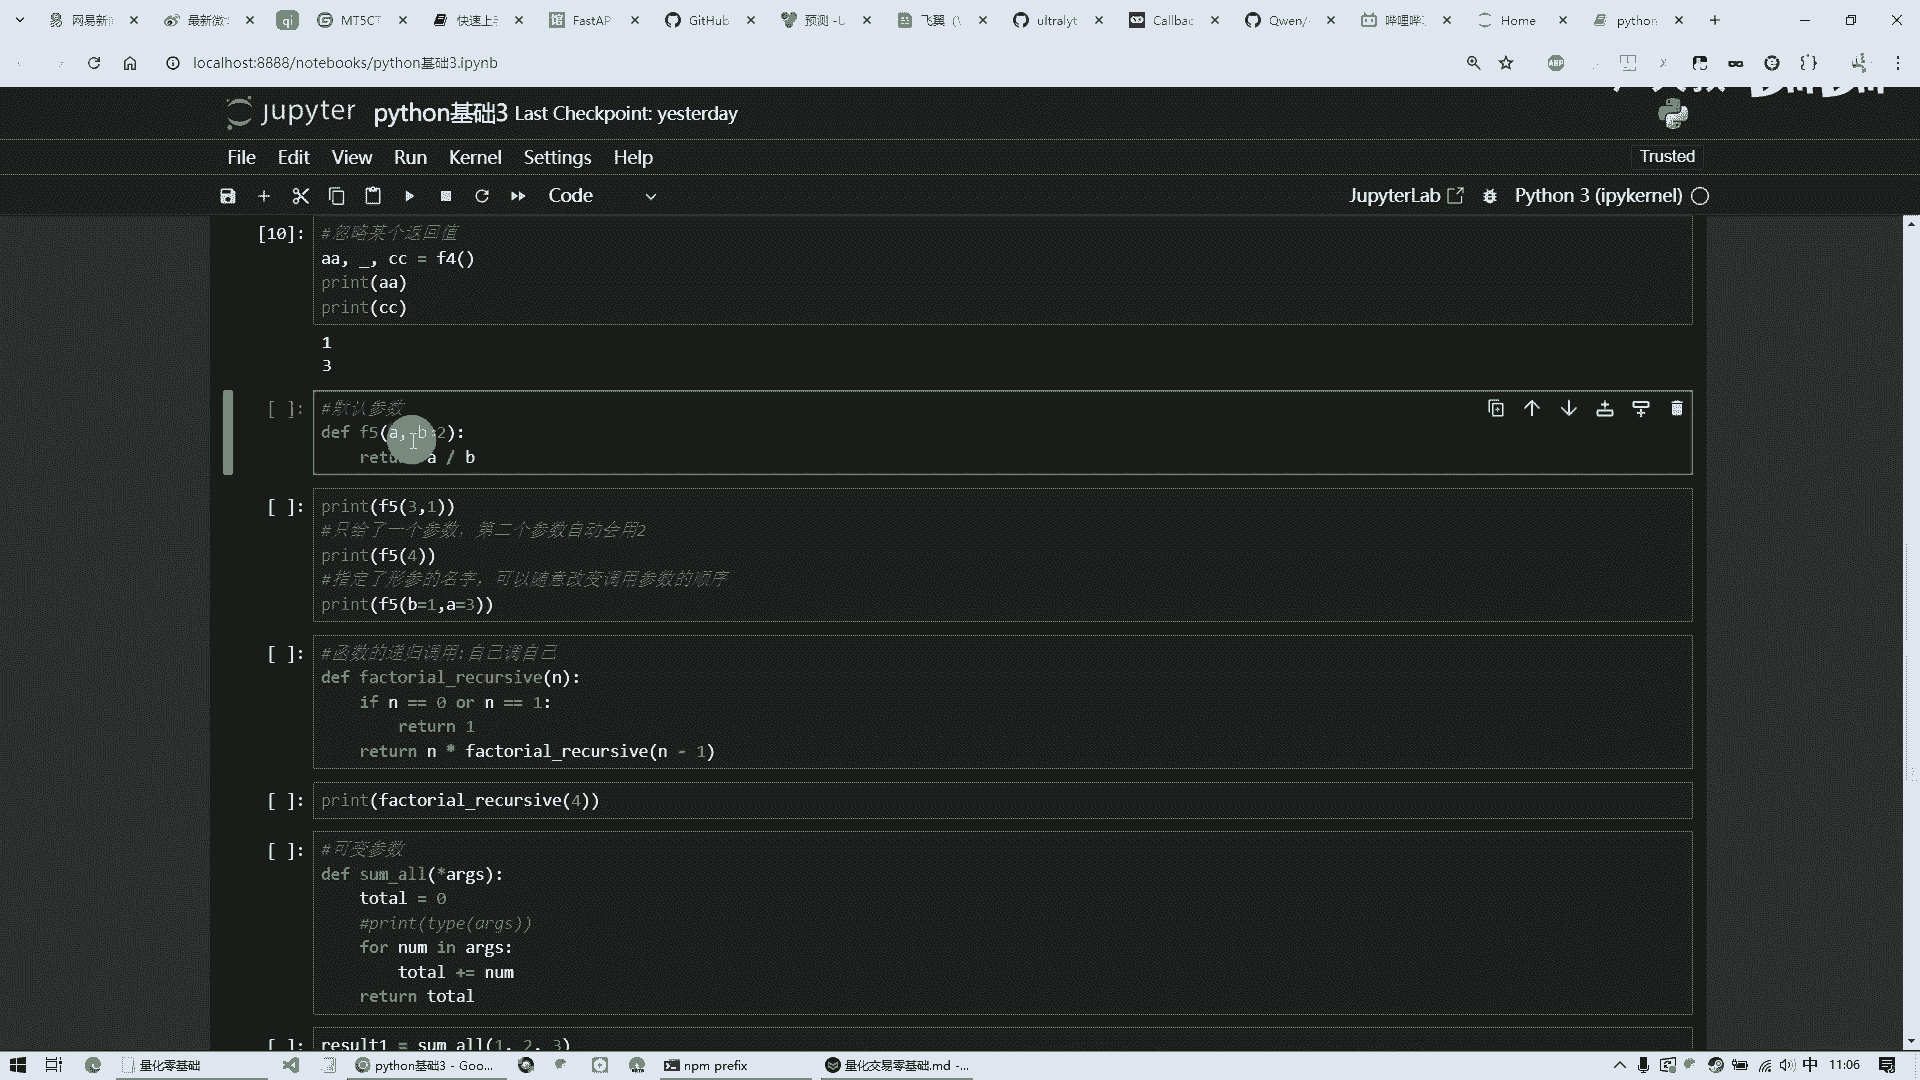 网易新 最新微 qi MT5CT 快速上手 FastAP GitHub 预测 - U 飞翼 ( ultralyt Callbac Qwen/ 哔哩哔 Home python
localhost:8888/notebooks/python基础3.ipynb
ABP
jupyter python基础3 Last Checkpoint: yesterday
File Edit View Run Kernel Settings Help
Trusted
Code
JupyterLab Python 3 (ipykernel)
[10]: #忽略某个返回值
aa, _, cc = f4()
print(aa)
print(cc)
1
3
[ ]: #默认参数
def f5(a, b=2):
retu a / b
[ ]: print(f5(3,1))
#只给了一个参数，第二个参数自动会用2
print(f5(4))
#指定了形参的名字，可以随意改变调用参数的顺序
print(f5(b=1,a=3))
[ ]: #函数的递归调用:自己调自己
def factorial_recursive(n):
if n == 0 or n == 1:
return 1
return n * factorial_recursive(n - 1)
[ ]: print(factorial_recursive(4))
[ ]: #可变参数
def sum_all(*args):
total = 0
#print(type(args))
for num in args:
total += num
return total
[ ]: result1 = sum_all(1, 2, 3)
量化零基础 python基础3 - Goo... npm prefix 量化交易零基础.md -... 中 11:06